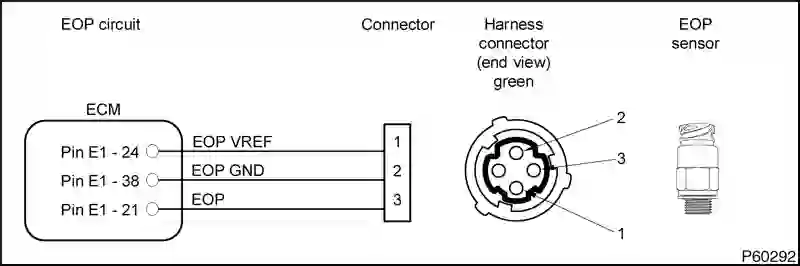 EOP circuit
Connector
Harness
connector
(end view)
green
EOP
sensor
ECM
Pin E1 - 24
EOP VREF
1
Pin E1 - 38
EOP GND
2
Pin E1 - 21
EOP
3
2
3
1
P60292